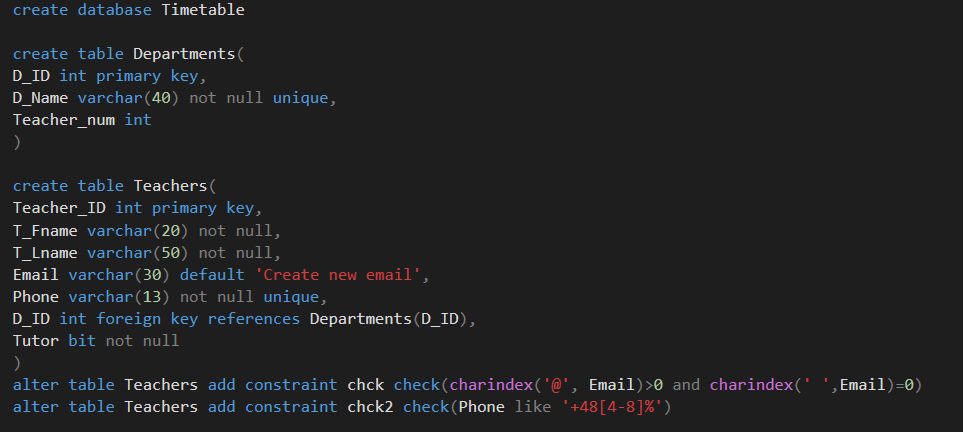 create database Timetable
create table Departments(
D_ID int primary key,
D_Name varchar(40) not null unique,
Teacher_num int
)
create table Teachers(
Teacher_ID int primary key,
T_Fname varchar(20) not null,
T_Lname varchar(50) not null,
Email varchar(30) default 'Create new email',
Phone varchar(13) not null unique,
D_ID int foreign key references Departments(D_ID),
Tutor bit not null
)
alter table Teachers add constraint chck check(charindex('@', Email)>0 and charindex(' ',Email)=0)
alter table Teachers add constraint chck2 check(Phone like '+48[4-8]%')